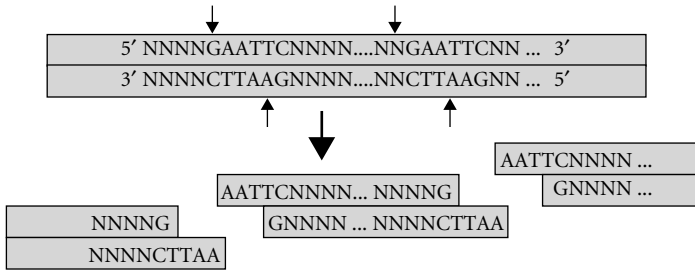 5′ NNNNGAATTCNNNN....NNGAATTCNN ... 3′
3′ NNNNCTTAAGNNNN....NNCTTAAGNN ... 5′
AATTCNNNN ...
GNNNN ...
AATTCNNNN... NNNNG
GNNNN ... NNNNCTTAA
NNNNG
NNNNCTTAA